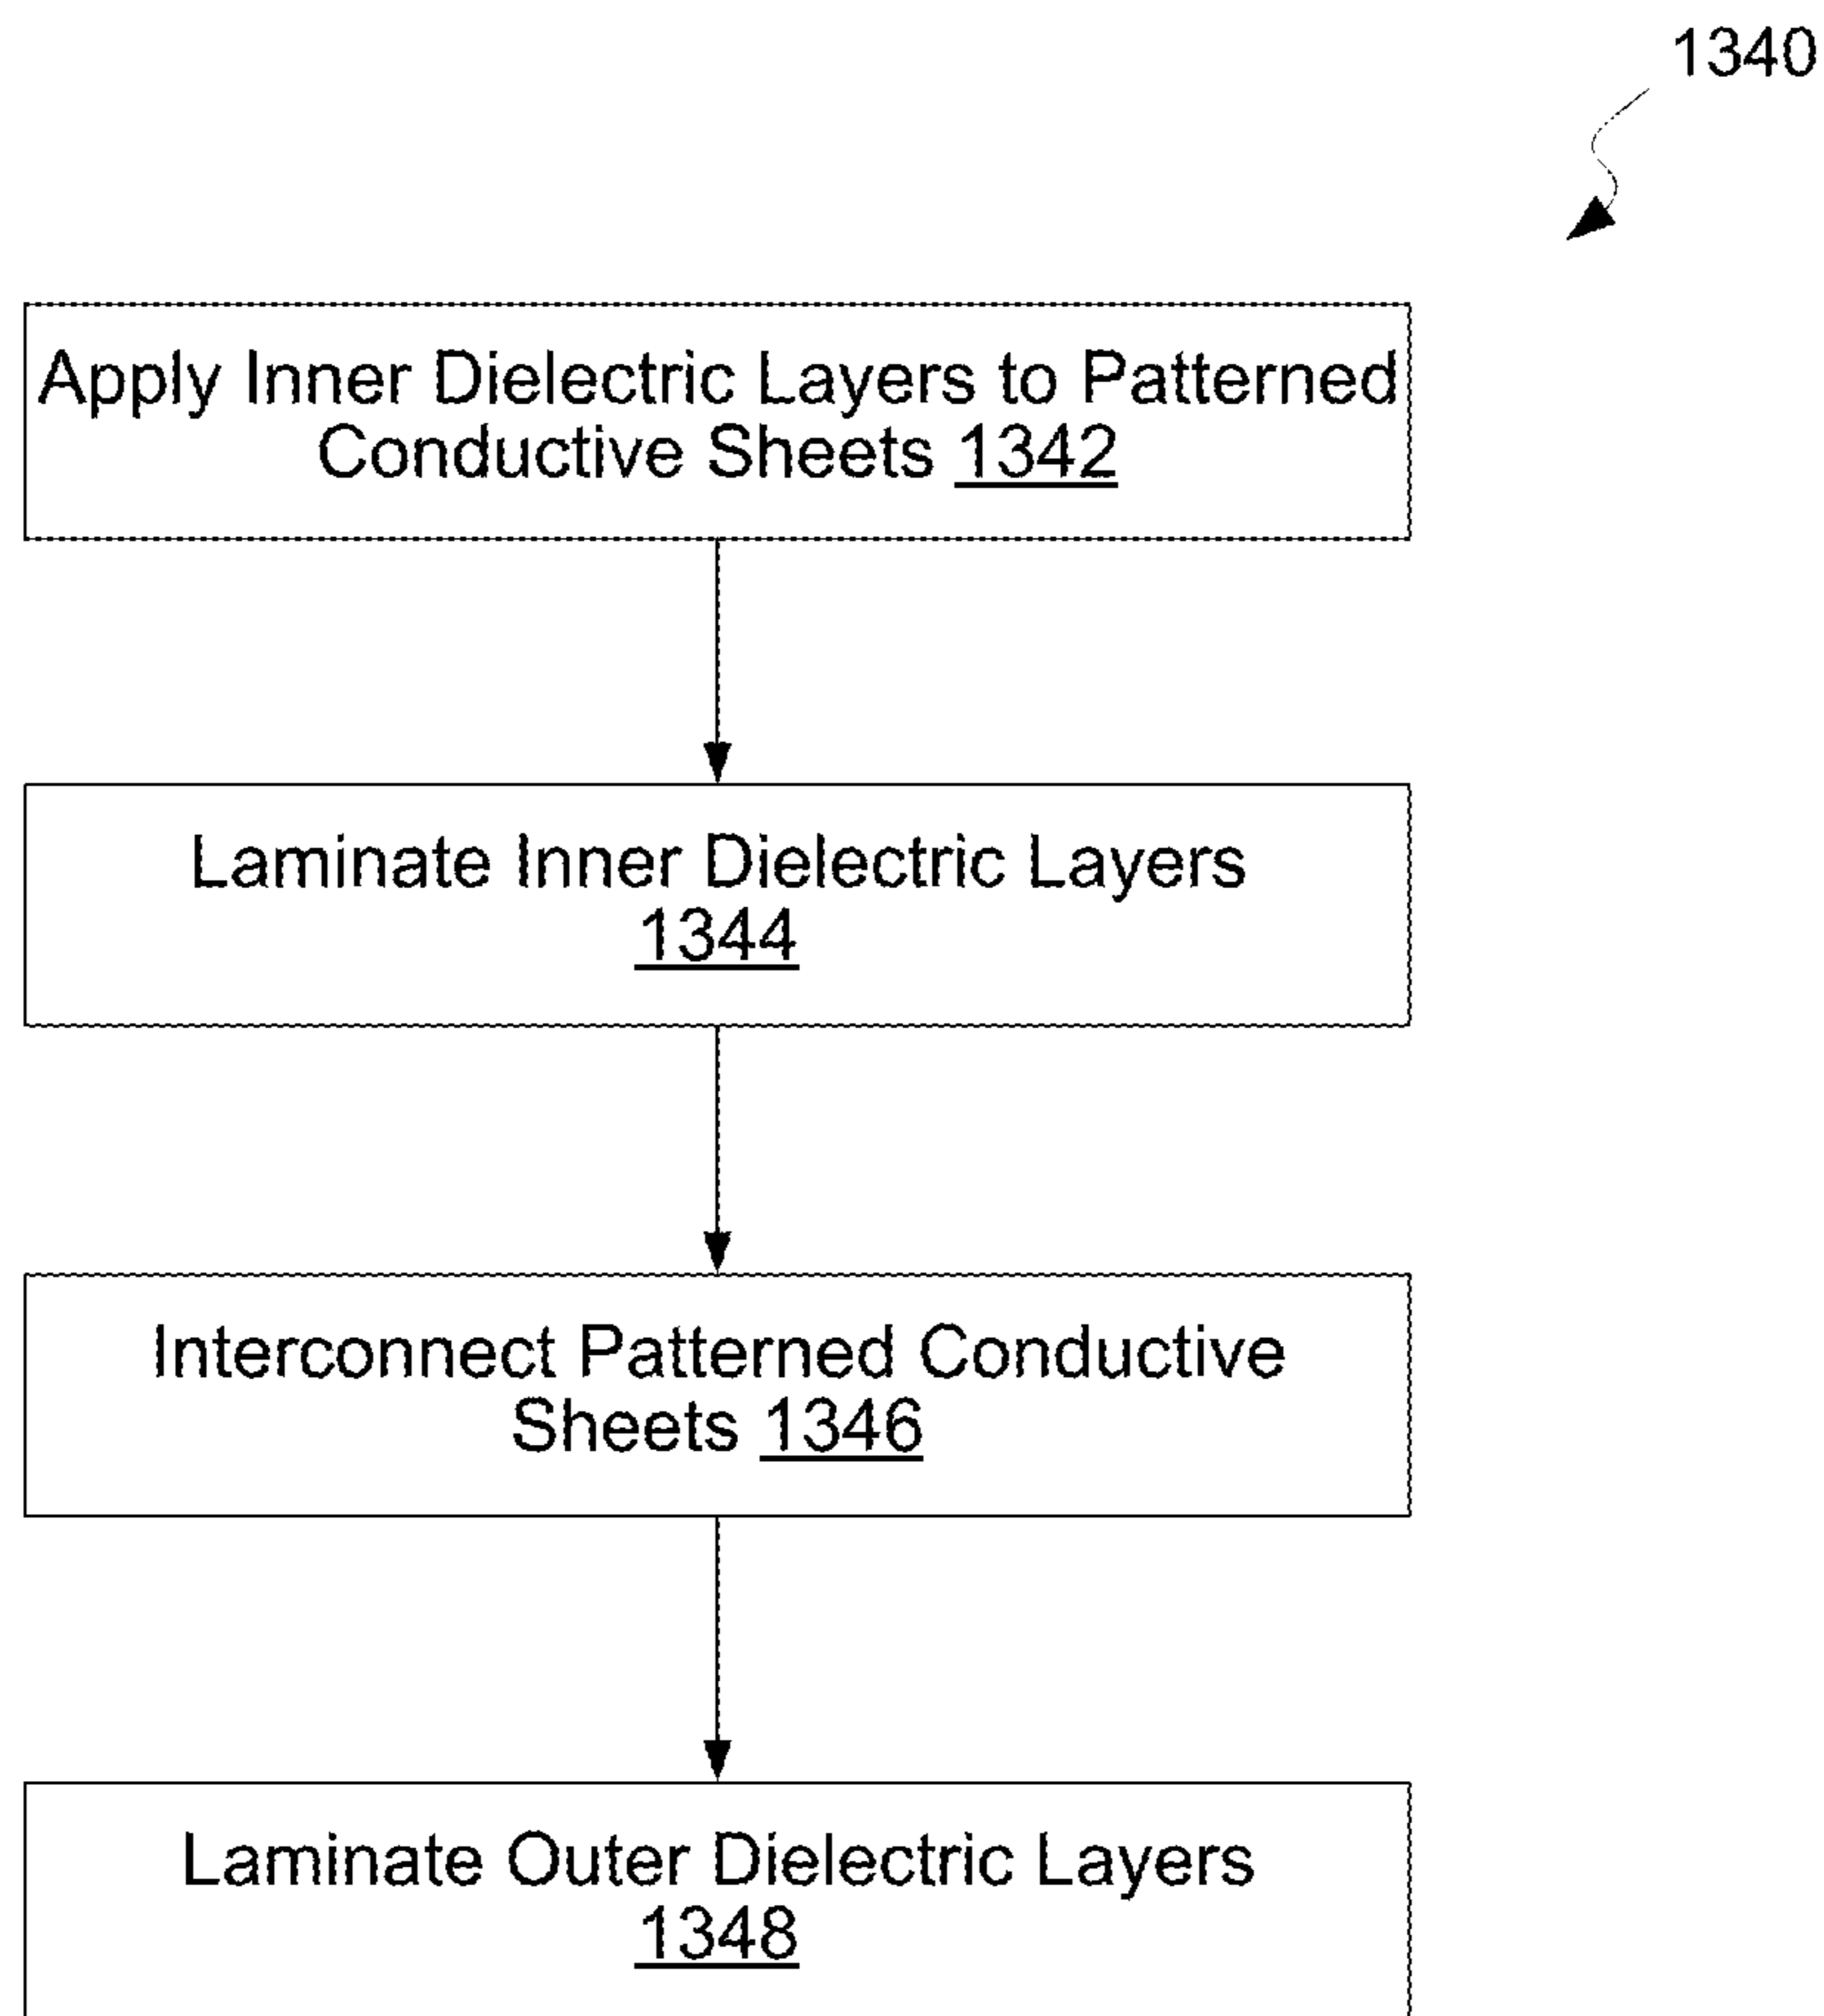 1340
Apply Inner Dielectric Layers to Patterned
Conductive Sheets 1342
Laminate Inner Dielectric Layers
1344
Interconnect Patterned Conductive
Sheets 1346
Laminate Outer Dielectric Layers
1348